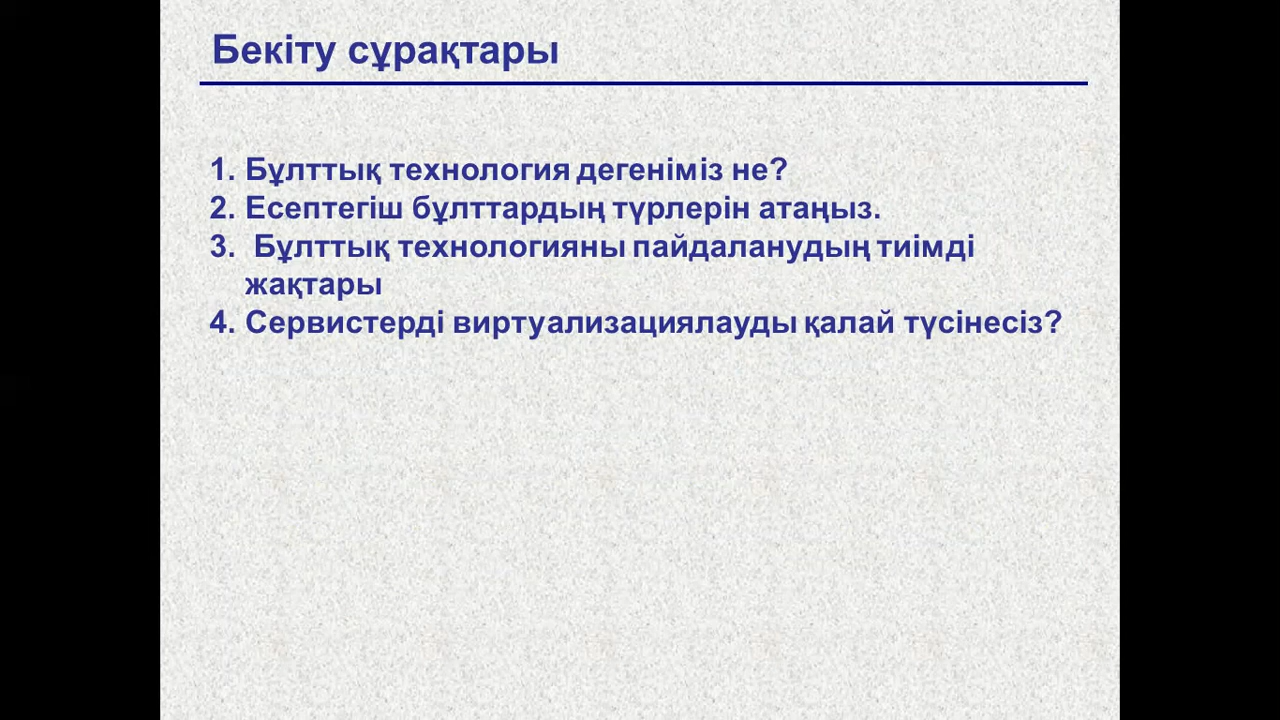 Бекіту сұрақтары
1. Бұлттық технология дегеніміз не?
2. Есептегіш бұлттардың түрлерін атаңыз.
3. Бұлттық технологияны пайдаланудың тиімді
жақтары
4. Сервистерді виртуализациялауды қалай түсінесіз?